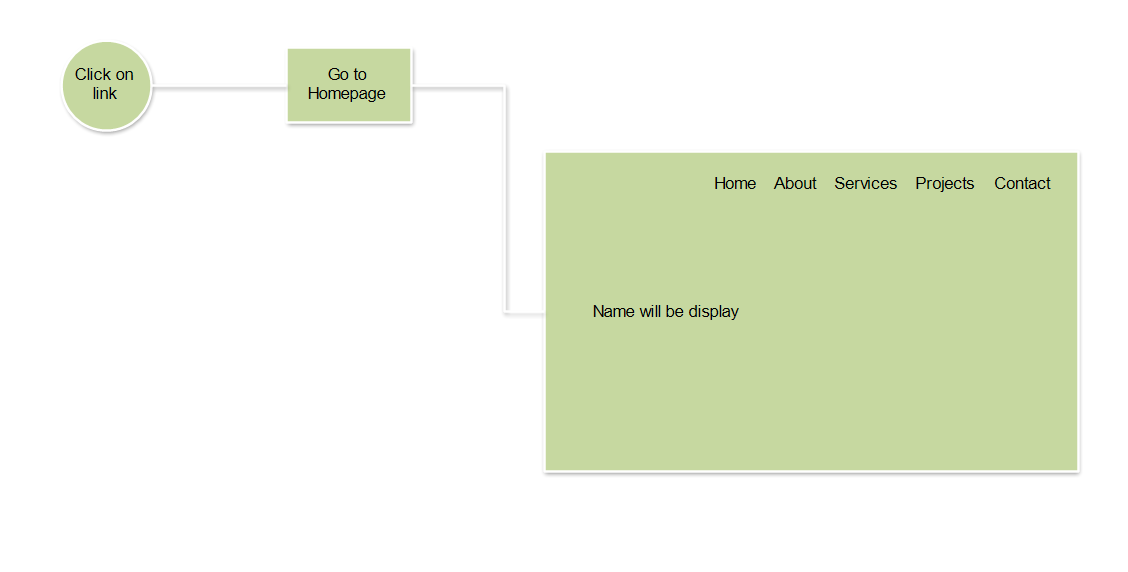 Click on
link
Go to
Homepage
Home About Services Projects Contact
Name will be display